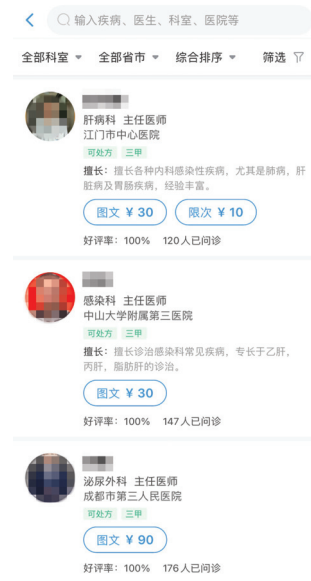 输入疾病、医生、科室、医院等
全部科室 全部省市 综合排序 筛选
肝病科 主任医师
江门市中心医院
可处方 三甲
擅长：擅长各种内科感染性疾病，尤其是肺病，肝
脏病及胃肠疾病，经验丰富。
图文 ¥ 30 限次 ¥ 10
好评率：100% 120人已问诊
感染科 主任医师
中山大学附属第三医院
可处方 三甲
擅长：擅长诊治感染科常见疾病，专长于乙肝，
丙肝，脂肪肝的诊治。
图文 ¥ 30
好评率：100% 147人已问诊
泌尿外科 主任医师
成都市第三人民医院
可处方 三甲
图文 ¥ 90
好评率：100% 176人已问诊